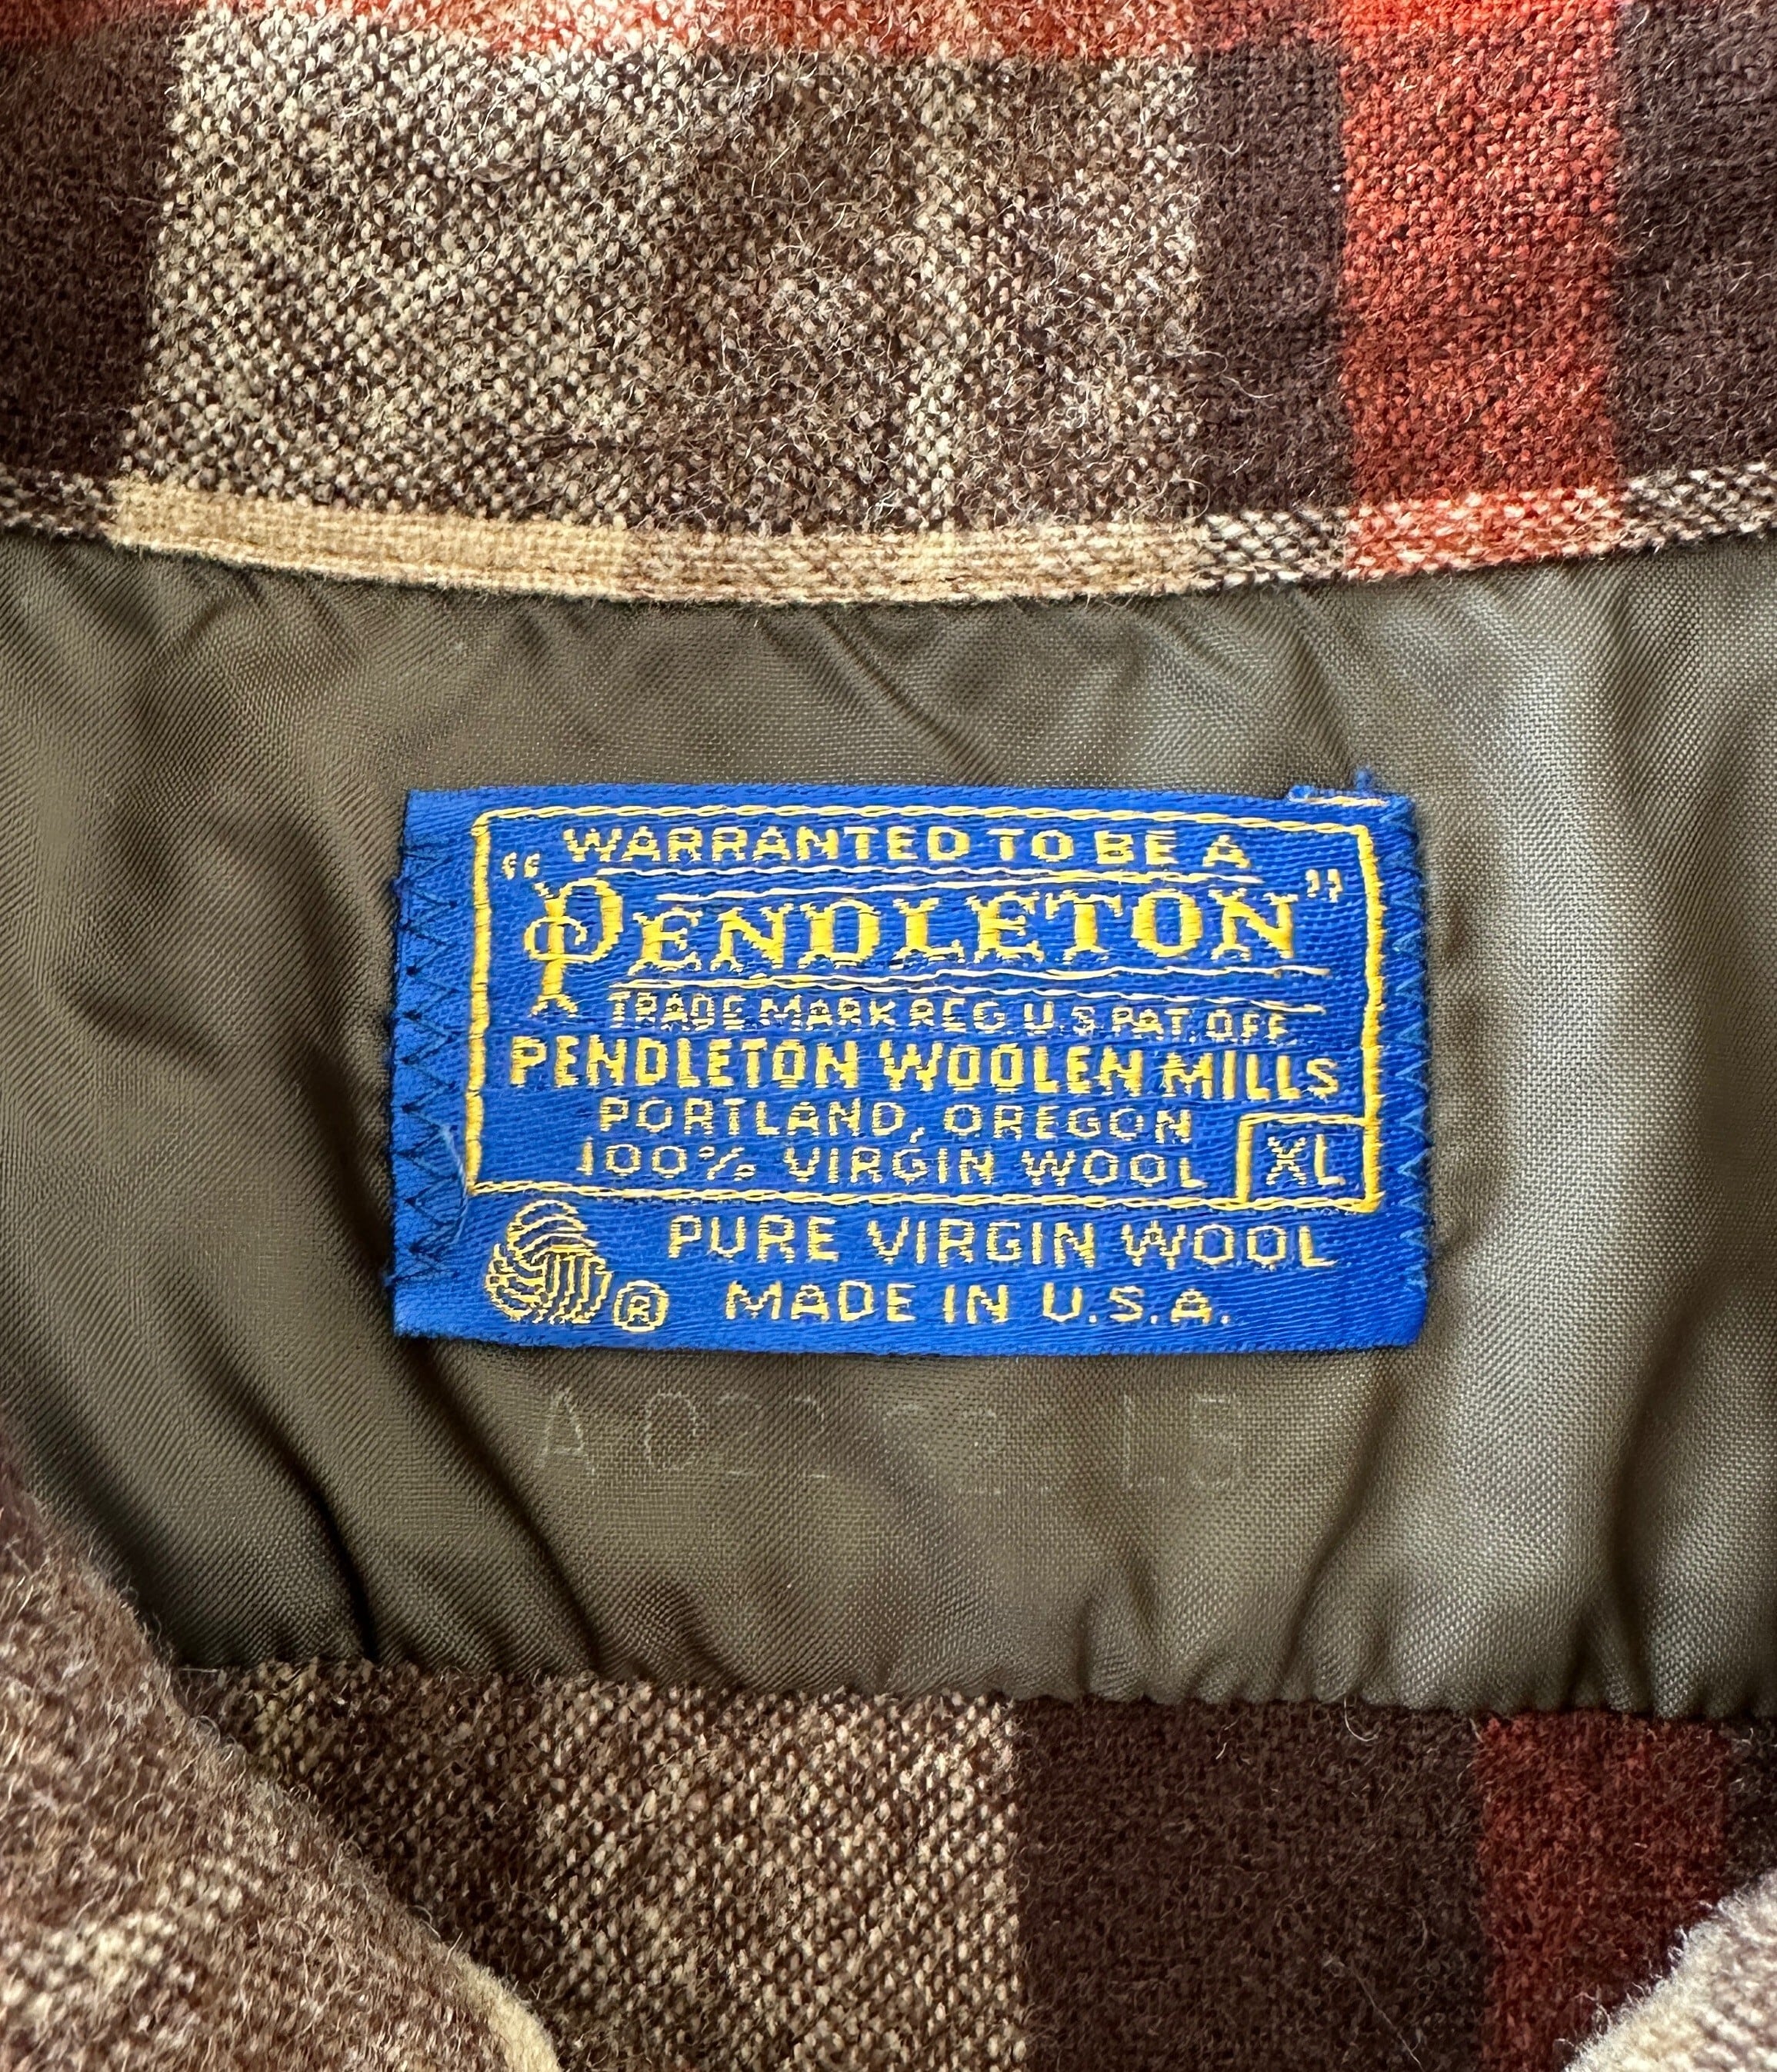 WARRANTED TO BE A
"PENDLETON"
TRADE MARK REG. U.S. PAT. OFF.
PENDLETON WOOLEN MILLS
PORTLAND, OREGON
100% VIRGIN WOOL XL
PURE VIRGIN WOOL
® MADE IN U.S.A.